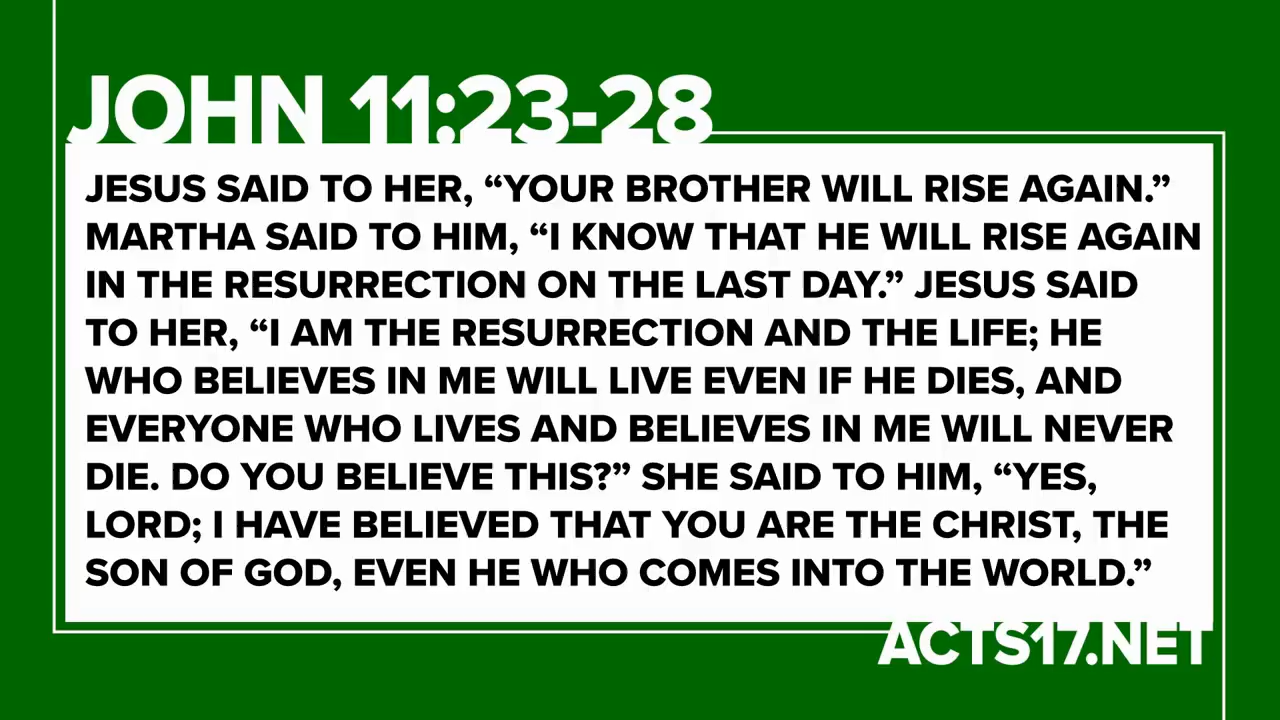 JOHN 11:23-28
JESUS SAID TO HER, “YOUR BROTHER WILL RISE AGAIN.”
MARTHA SAID TO HIM, “I KNOW THAT HE WILL RISE AGAIN
IN THE RESURRECTION ON THE LAST DAY.” JESUS SAID
TO HER, “I AM THE RESURRECTION AND THE LIFE; HE
WHO BELIEVES IN ME WILL LIVE EVEN IF HE DIES, AND
EVERYONE WHO LIVES AND BELIEVES IN ME WILL NEVER
DIE. DO YOU BELIEVE THIS?” SHE SAID TO HIM, “YES,
LORD; I HAVE BELIEVED THAT YOU ARE THE CHRIST, THE
SON OF GOD, EVEN HE WHO COMES INTO THE WORLD.”
ACTS17.NET